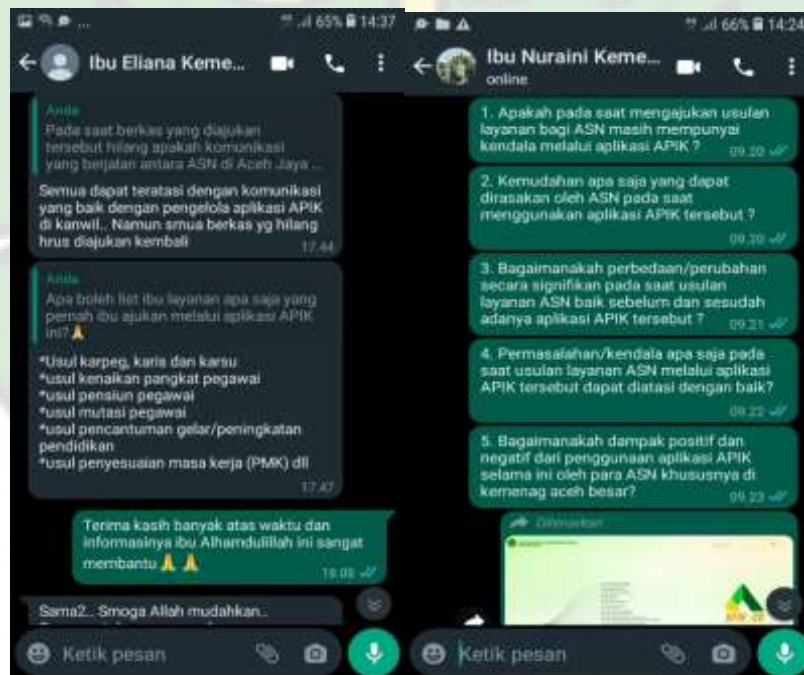 65% 14:37
Ibu Eliana Keme...
Anda
Pada saat berkas yang diajukan
tersebut hilang apakah komunikasi
yang berjalan antara ASN di Aceh Jaya ...
Semua dapat teratasi dengan komunikasi
yang baik dengan pengelola aplikasi APIK
di kanwil.. Namun smua berkas yg hilang
hrus diajukan kembali
17.44
Anda
Apa boleh list ibu layanan apa saja yang
pernah ibu ajukan melalui aplikasi APIK
ini?🙏
*Usul karpeg, karis dan karsu
*usul kenaikan pangkat pegawai
*usul pensiun pegawai
*usul mutasi pegawai
*usul pencantuman gelar/peningkatan
pendidikan
*usul penyesuaian masa kerja (PMK) dll
17.47
Terima kasih banyak atas waktu dan
informasinya ibu Alhamdulillah ini sangat
membantu 🙏 🙏
18.08
Sama2.. Smoga Allah mudahkan..
Ketik pesan
66% 14:24
Ibu Nuraini Keme...
online
1. Apakah pada saat mengajukan usulan
layanan bagi ASN masih mempunyai
kendala melalui aplikasi APIK ?
09.20
2. Kemudahan apa saja yang dapat
dirasakan oleh ASN pada saat
menggunakan aplikasi APIK tersebut ?
09.20
3. Bagaimanakah perbedaan/perubahan
secara signifikan pada saat usulan
layanan ASN baik sebelum dan sesudah
adanya aplikasi APIK tersebut ?
09.21
4. Permasalahan/kendala apa saja pada
saat usulan layanan ASN melalui aplikasi
APIK tersebut dapat diatasi dengan baik?
09.22
5. Bagaimanakah dampak positif dan
negatif dari penggunaan aplikasi APIK
selama ini oleh para ASN khususnya di
kemenag aceh besar?
09.23
Diteruskan
Ketik pesan